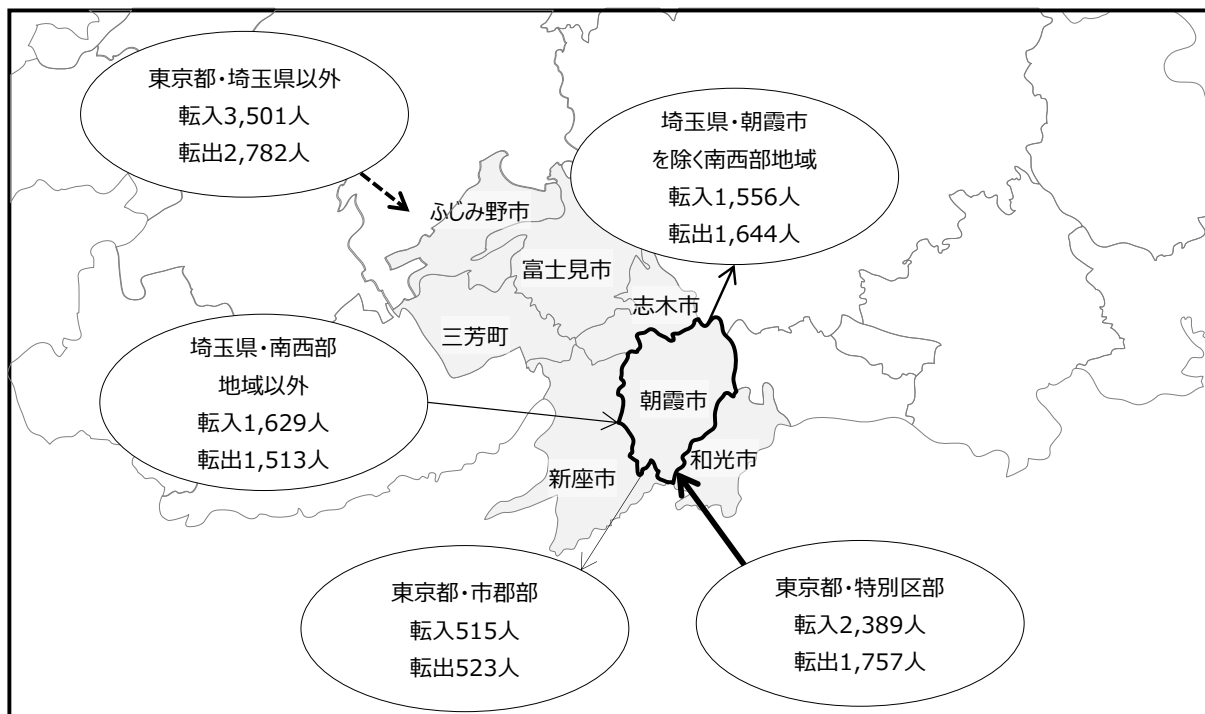 東京都・埼玉県以外
転入3,501人
転出2,782人
埼玉県・朝霞市
を除く南西部地域
転入1,556人
転出1,644人
ふじみ野市
富士見市
志木市
三芳町
埼玉県・南西部
地域以外
転入1,629人
転出1,513人
朝霞市
和光市
新座市
東京都・市郡部
転入515人
転出523人
東京都・特別区部
転入2,389人
転出1,757人